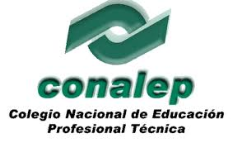 conalep
Colegio Nacional de Educación
Profesional Técnica